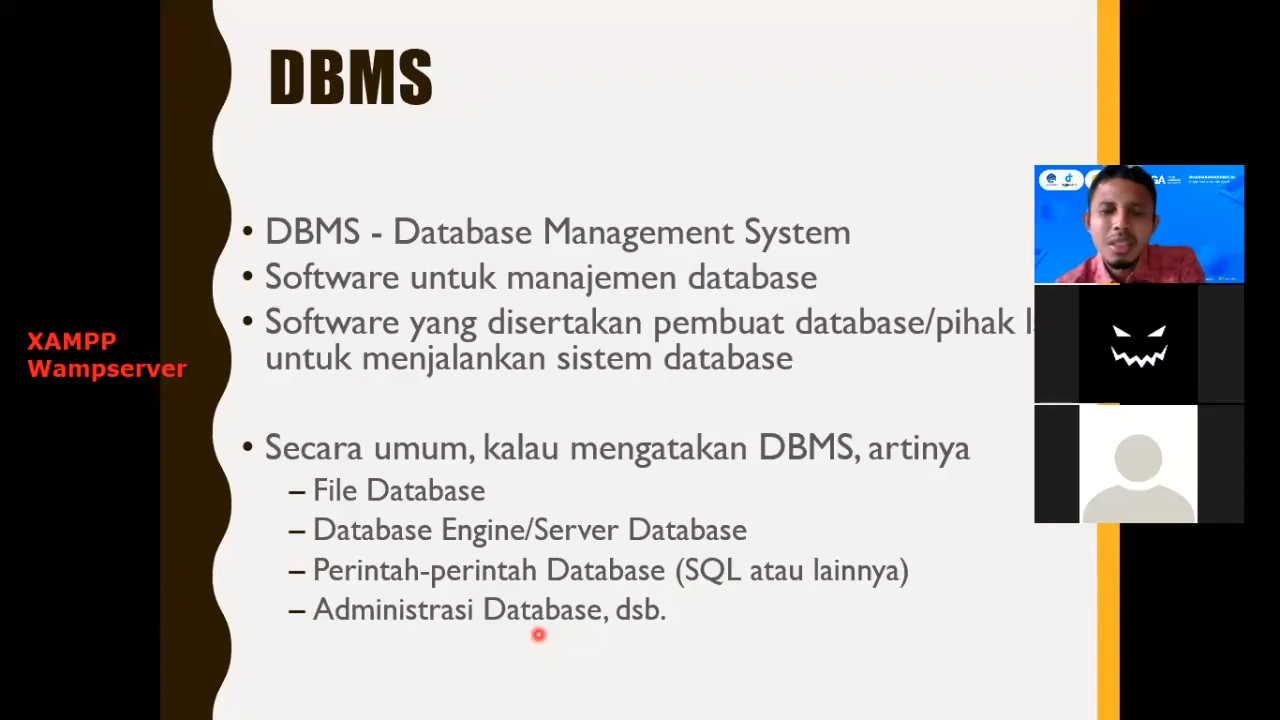 DBMS
• DBMS - Database Management System
• Software untuk manajemen database
• Software yang disertakan pembuat database/pihak
untuk menjalankan sistem database
XAMPP
Wampserver
• Secara umum, kalau mengatakan DBMS, artinya
– File Database
– Database Engine/Server Database
– Perintah-perintah Database (SQL atau lainnya)
– Administrasi Database, dsb.